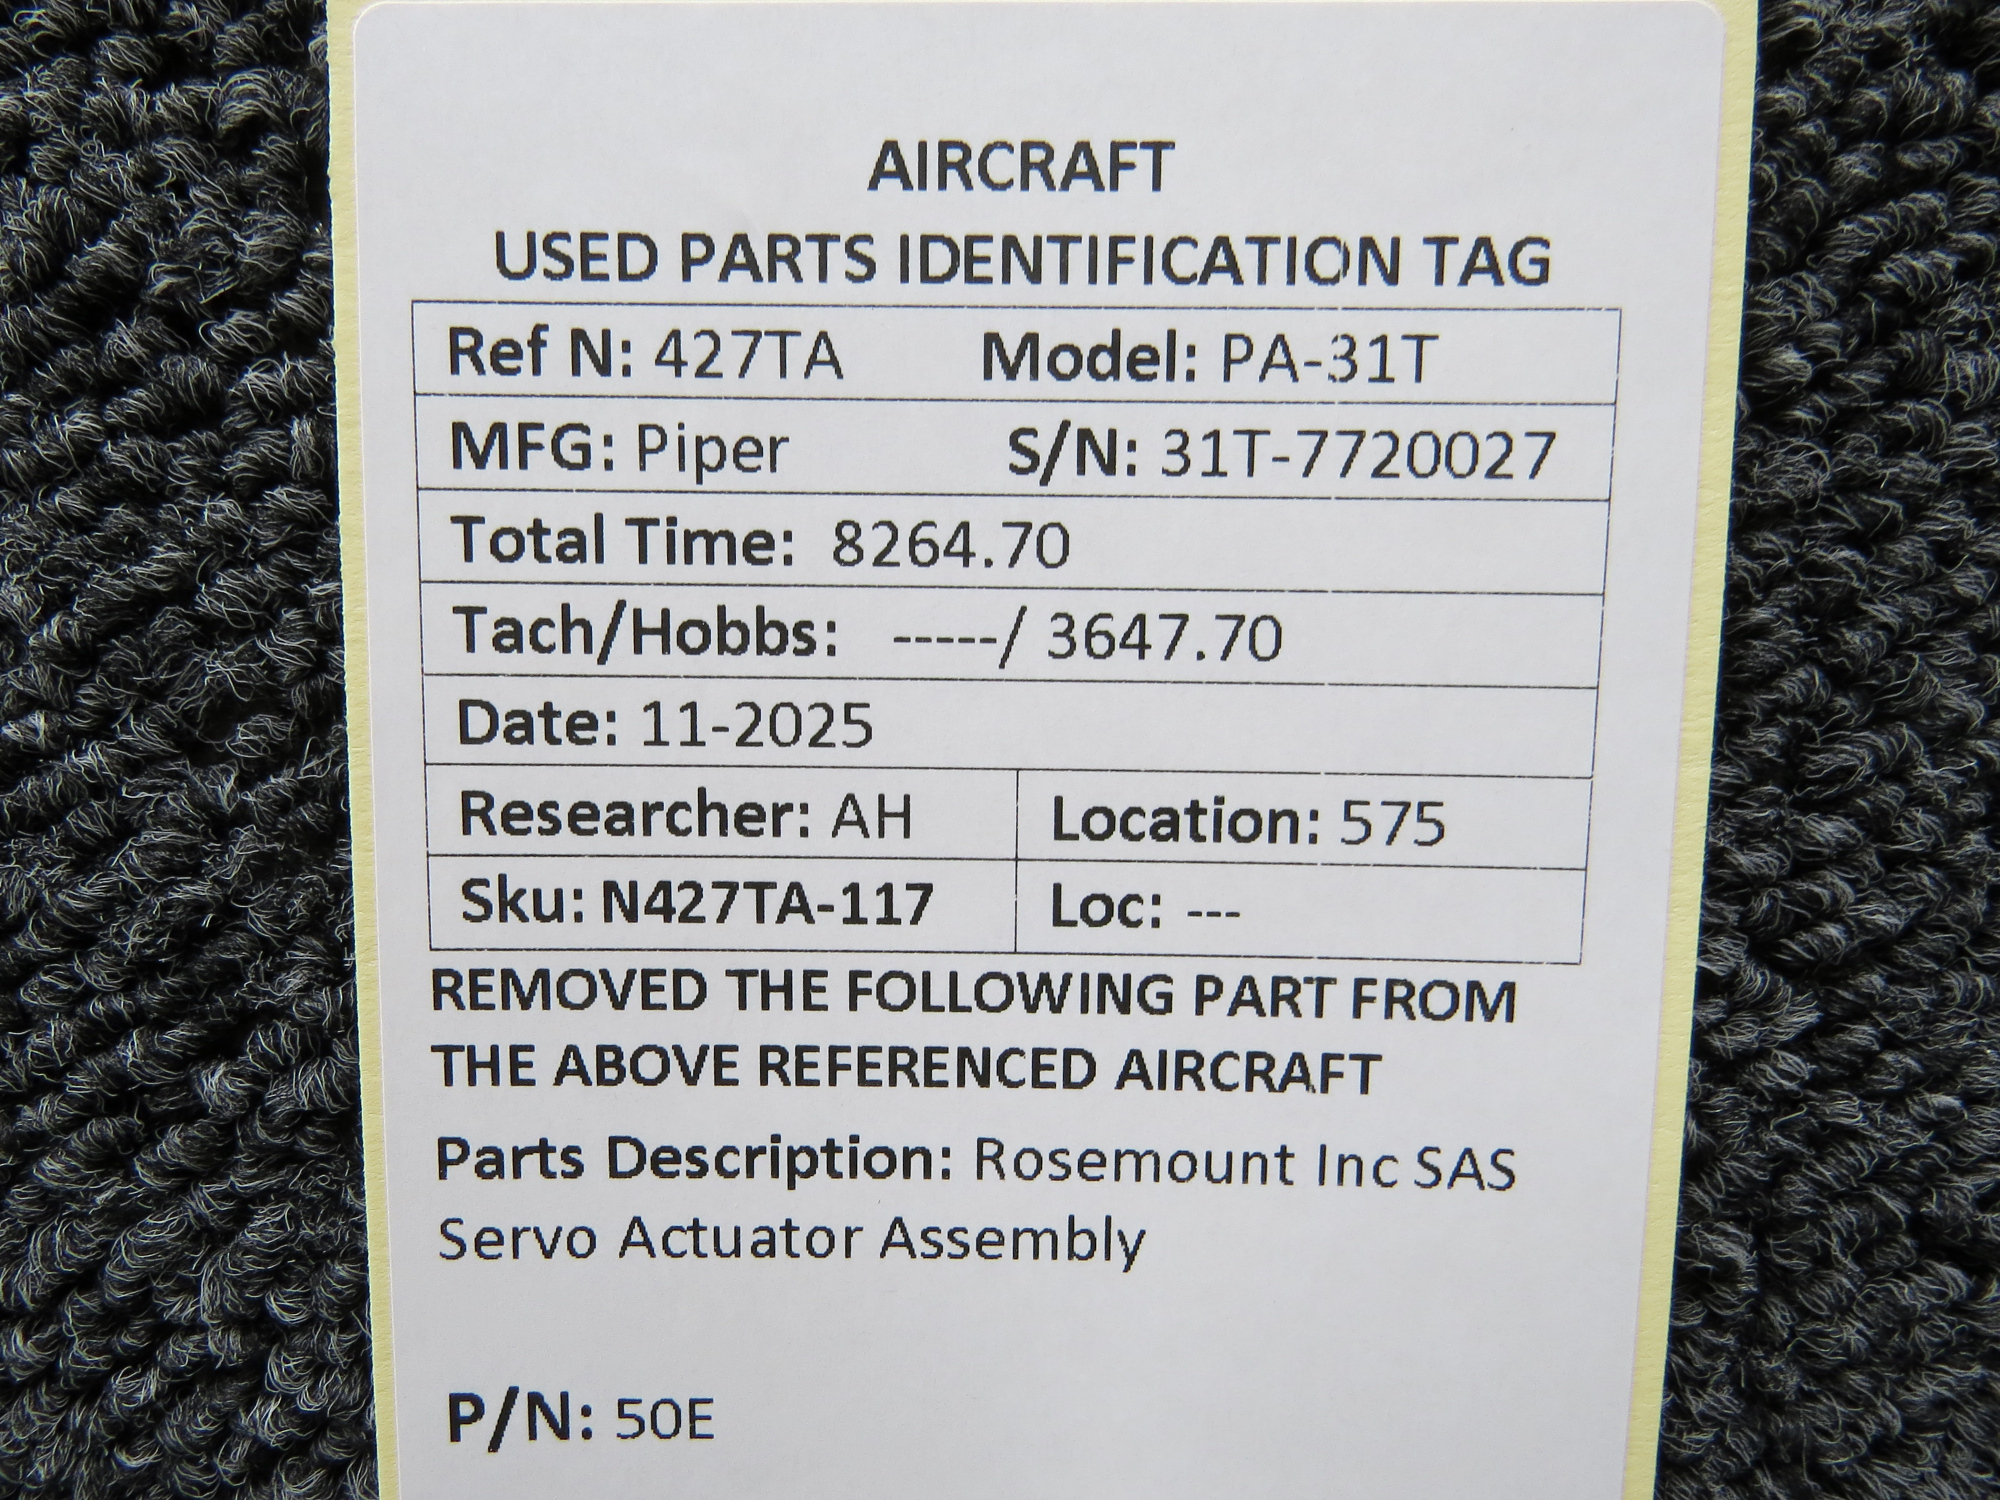 AIRCRAFT
USED PARTS IDENTIFICATION TAG
Ref N: 427TA Model: PA-31T
MFG: Piper S/N: 31T-7720027
Total Time: 8264.70
Tach/Hobbs: -----/ 3647.70
Date: 11-2025
Researcher: AH Location: 575
Sku: N427TA-117 Loc: ---
REMOVED THE FOLLOWING PART FROM
THE ABOVE REFERENCED AIRCRAFT
Parts Description: Rosemount Inc SAS
Servo Actuator Assembly
P/N: 50E